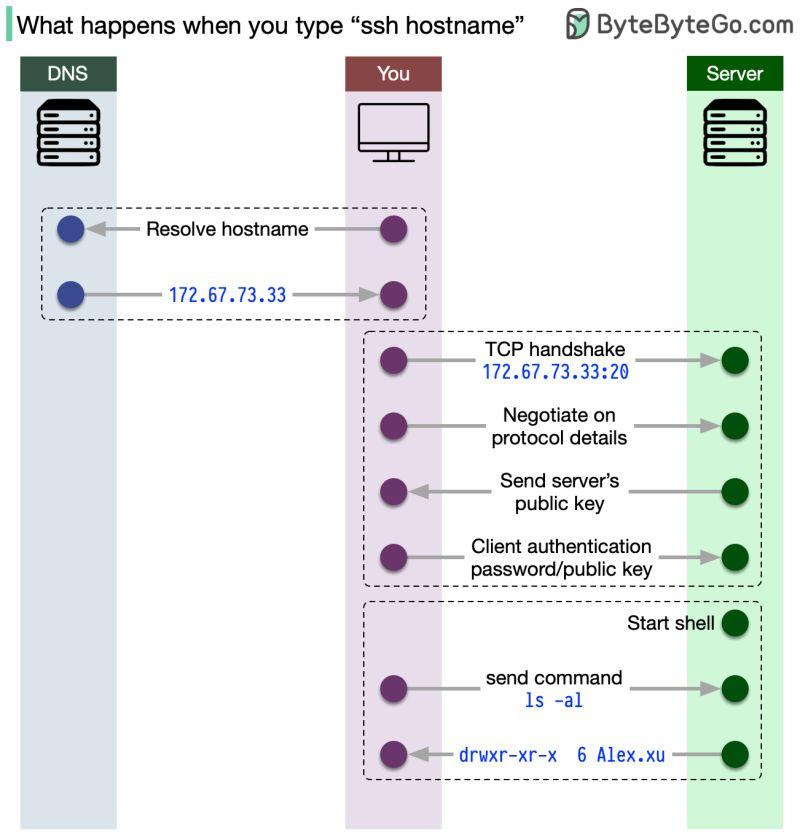 What happens when you type “ssh hostname”
ByteByteGo.com
DNS
You
Server
Resolve hostname
172.67.73.33
TCP handshake
172.67.73.33:20
Negotiate on
protocol details
Send server’s
public key
Client authentication
password/public key
Start shell
send command
ls -al
drwxr-xr-x  6 Alex.xu